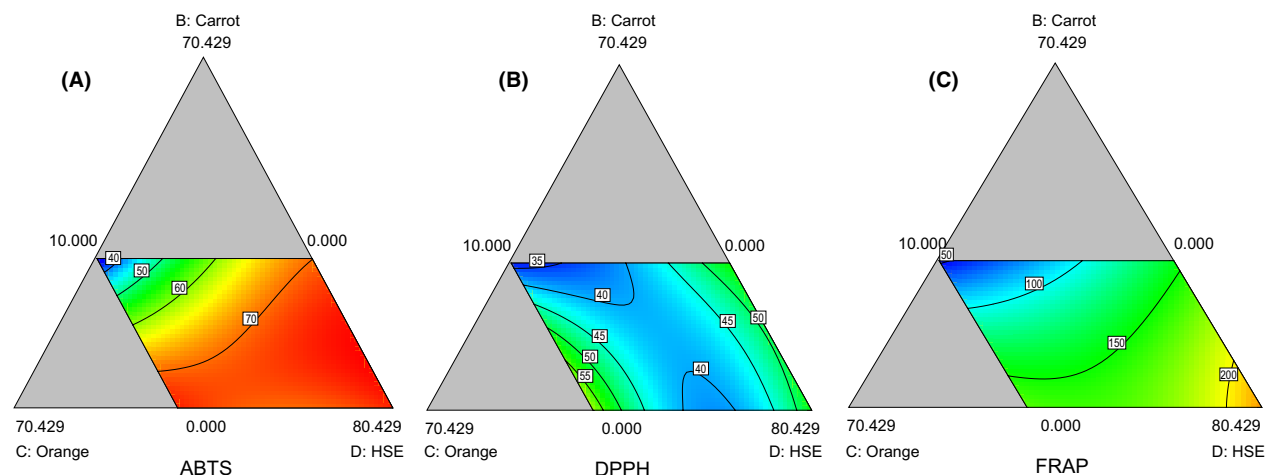 B: Carrot
70.429
(A)
40
50
60
70
10.000
0.000
70.429
0.000
80.429
C: Orange
D: HSE
ABTS
B: Carrot
70.429
(B)
35
40
45
50
45
50
55
40
10.000
0.000
70.429
0.000
80.429
C: Orange
D: HSE
DPPH
B: Carrot
70.429
(C)
50
100
150
200
10.000
0.000
70.429
0.000
80.429
C: Orange
D: HSE
FRAP